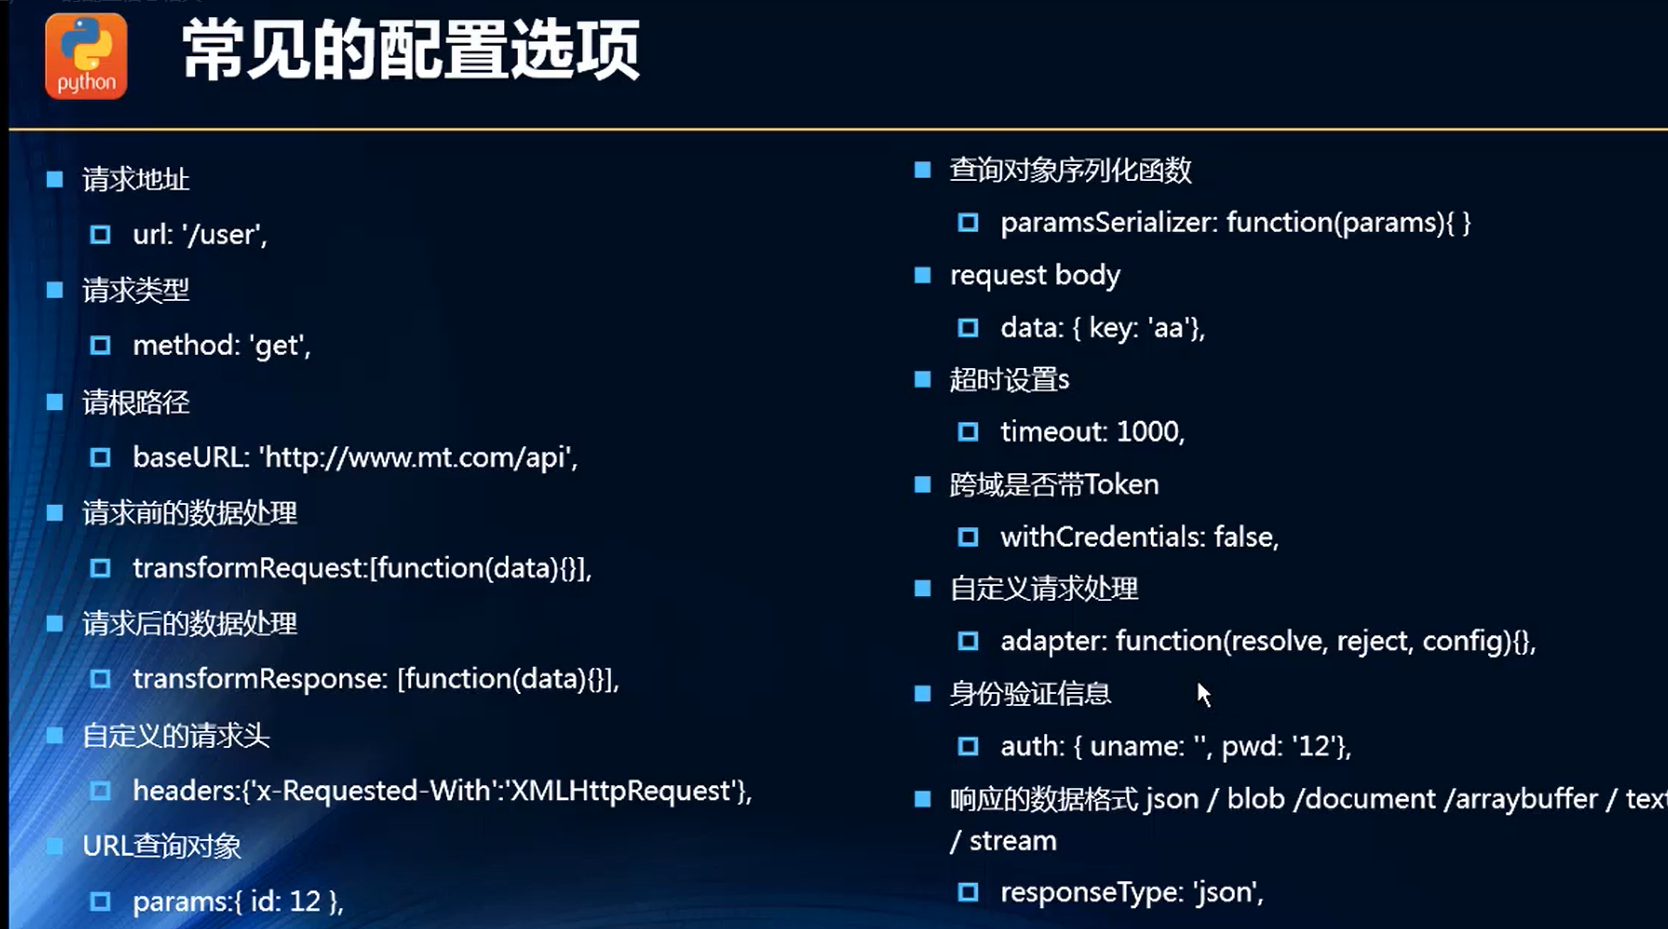 python
常见的配置选项
请求地址
url: '/user',
请求类型
method: 'get',
请根路径
baseURL: 'http://www.mt.com/api',
请求前的数据处理
transformRequest:[function(data){}],
请求后的数据处理
transformResponse: [function(data){}],
自定义的请求头
headers:{'x-Requested-With':'XMLHttpRequest'},
URL查询对象
params:{ id: 12 },
查询对象序列化函数
paramsSerializer: function(params){ }
request body
data: { key: 'aa'},
超时设置s
timeout: 1000,
跨域是否带Token
withCredentials: false,
自定义请求处理
adapter: function(resolve, reject, config){},
身份验证信息
auth: { uname: '', pwd: '12'},
响应的数据格式 json / blob /document /arraybuffer / text
/ stream
responseType: 'json',